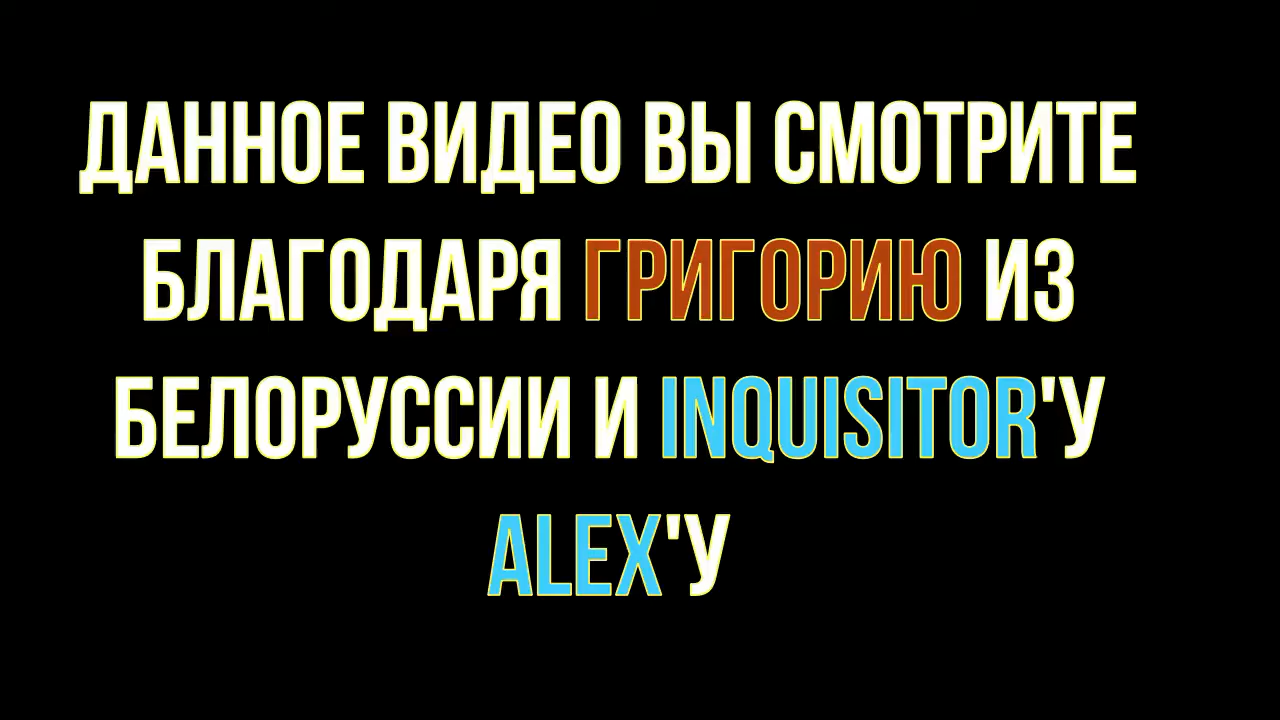 ДАННОЕ ВИДЕО ВЫ СМОТРИТЕ
БЛАГОДАРЯ ГРИГОРИЮ ИЗ
БЕЛОРУССИИ И INQUISITOR'У
ALEX'У